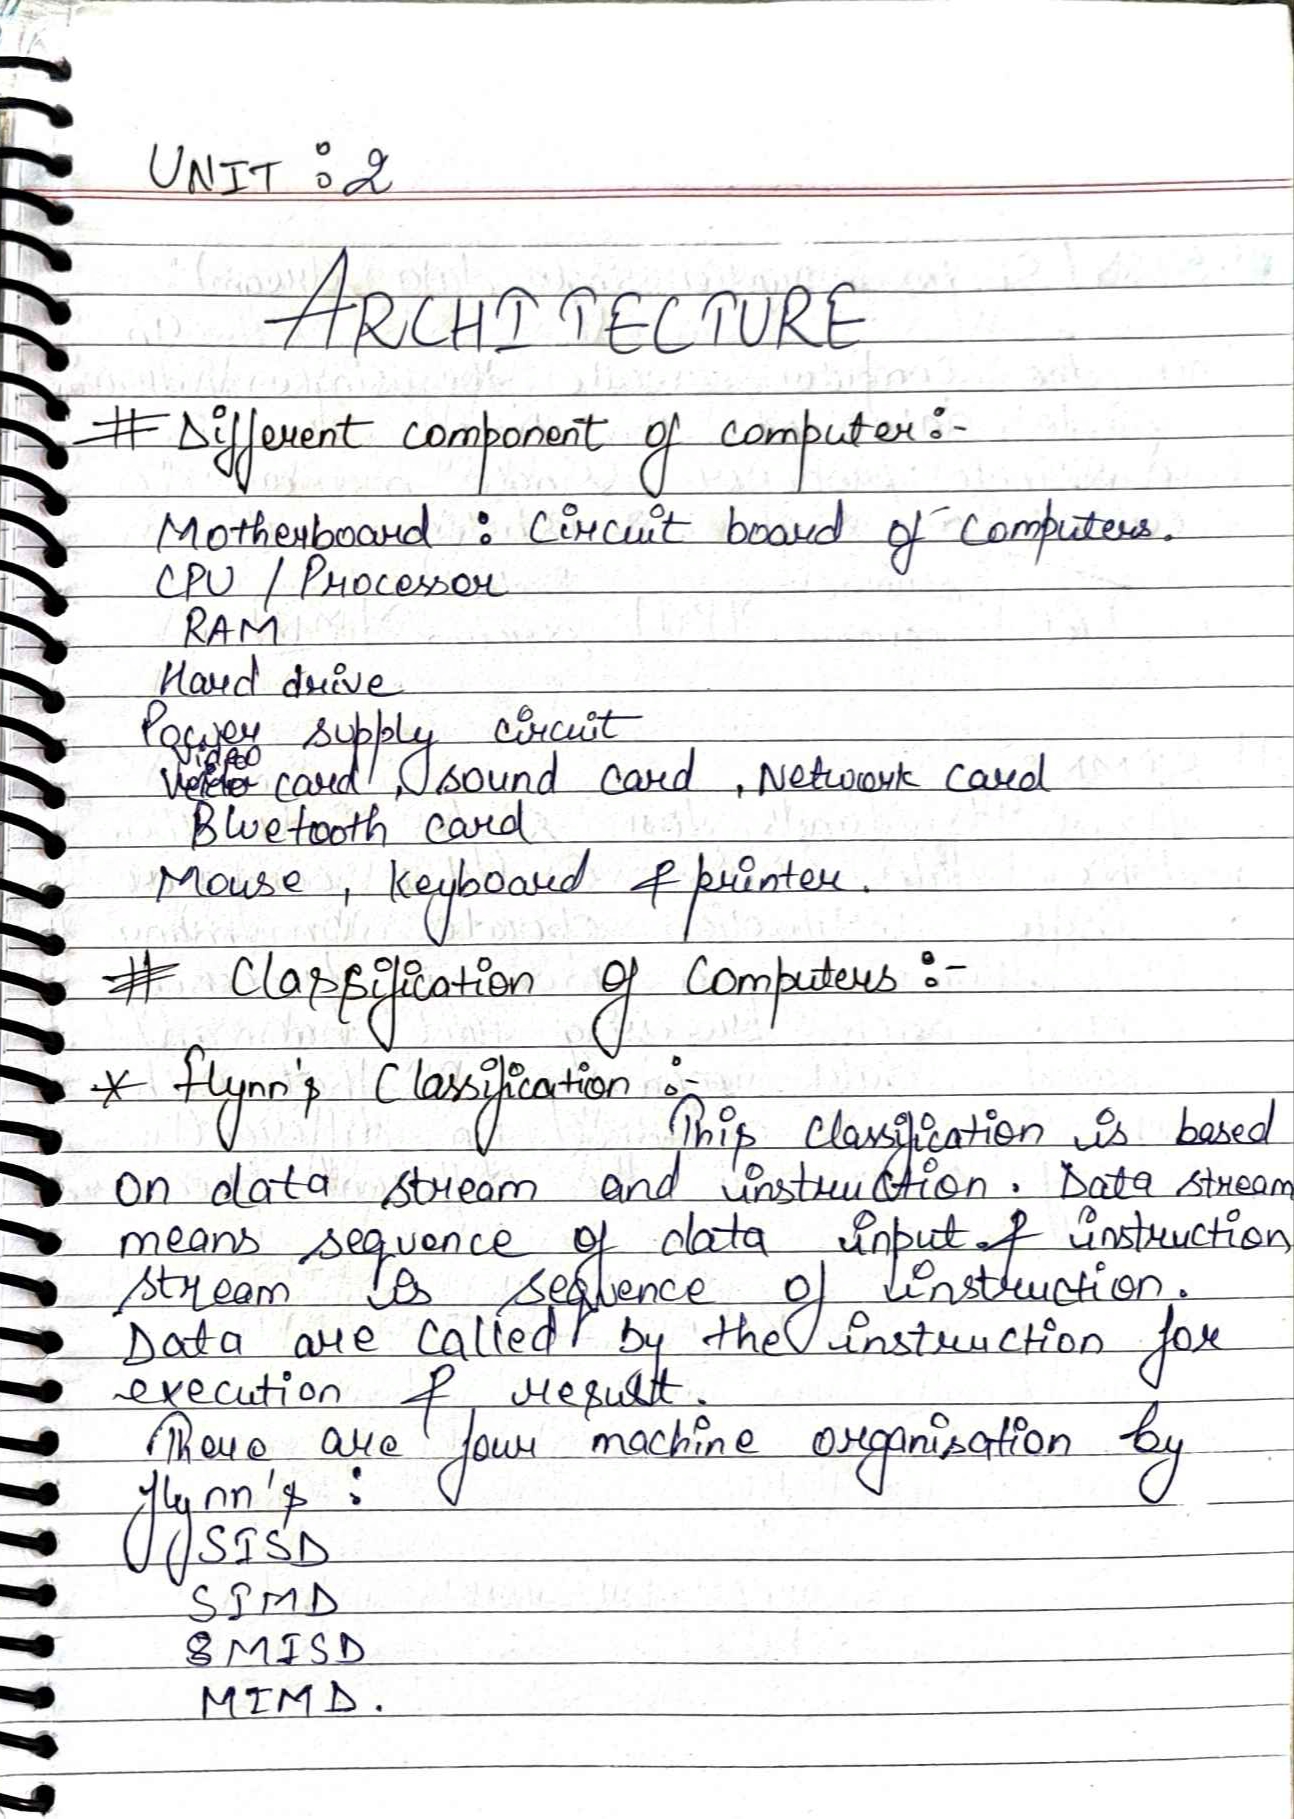 UNIT : 2
ARCHITECTURE
# Different component of computer :-
Motherboard : Circuit board of computers.
CPU / Processor
RAM
Hard drive
Power supply circuit
Video card, sound card, Network card
Bluetooth card
Mouse, keyboard & printer.
# Classification of computers :-
* flynn's Classification :-
This classification is based
on data stream and instruction. Data stream
means sequence of data input & instruction
stream is sequence of instruction.
Data are called by the instruction for
execution & result.
There are four machine organisation by
flynn's :
SISD
SIMD
MISD
MIMD.